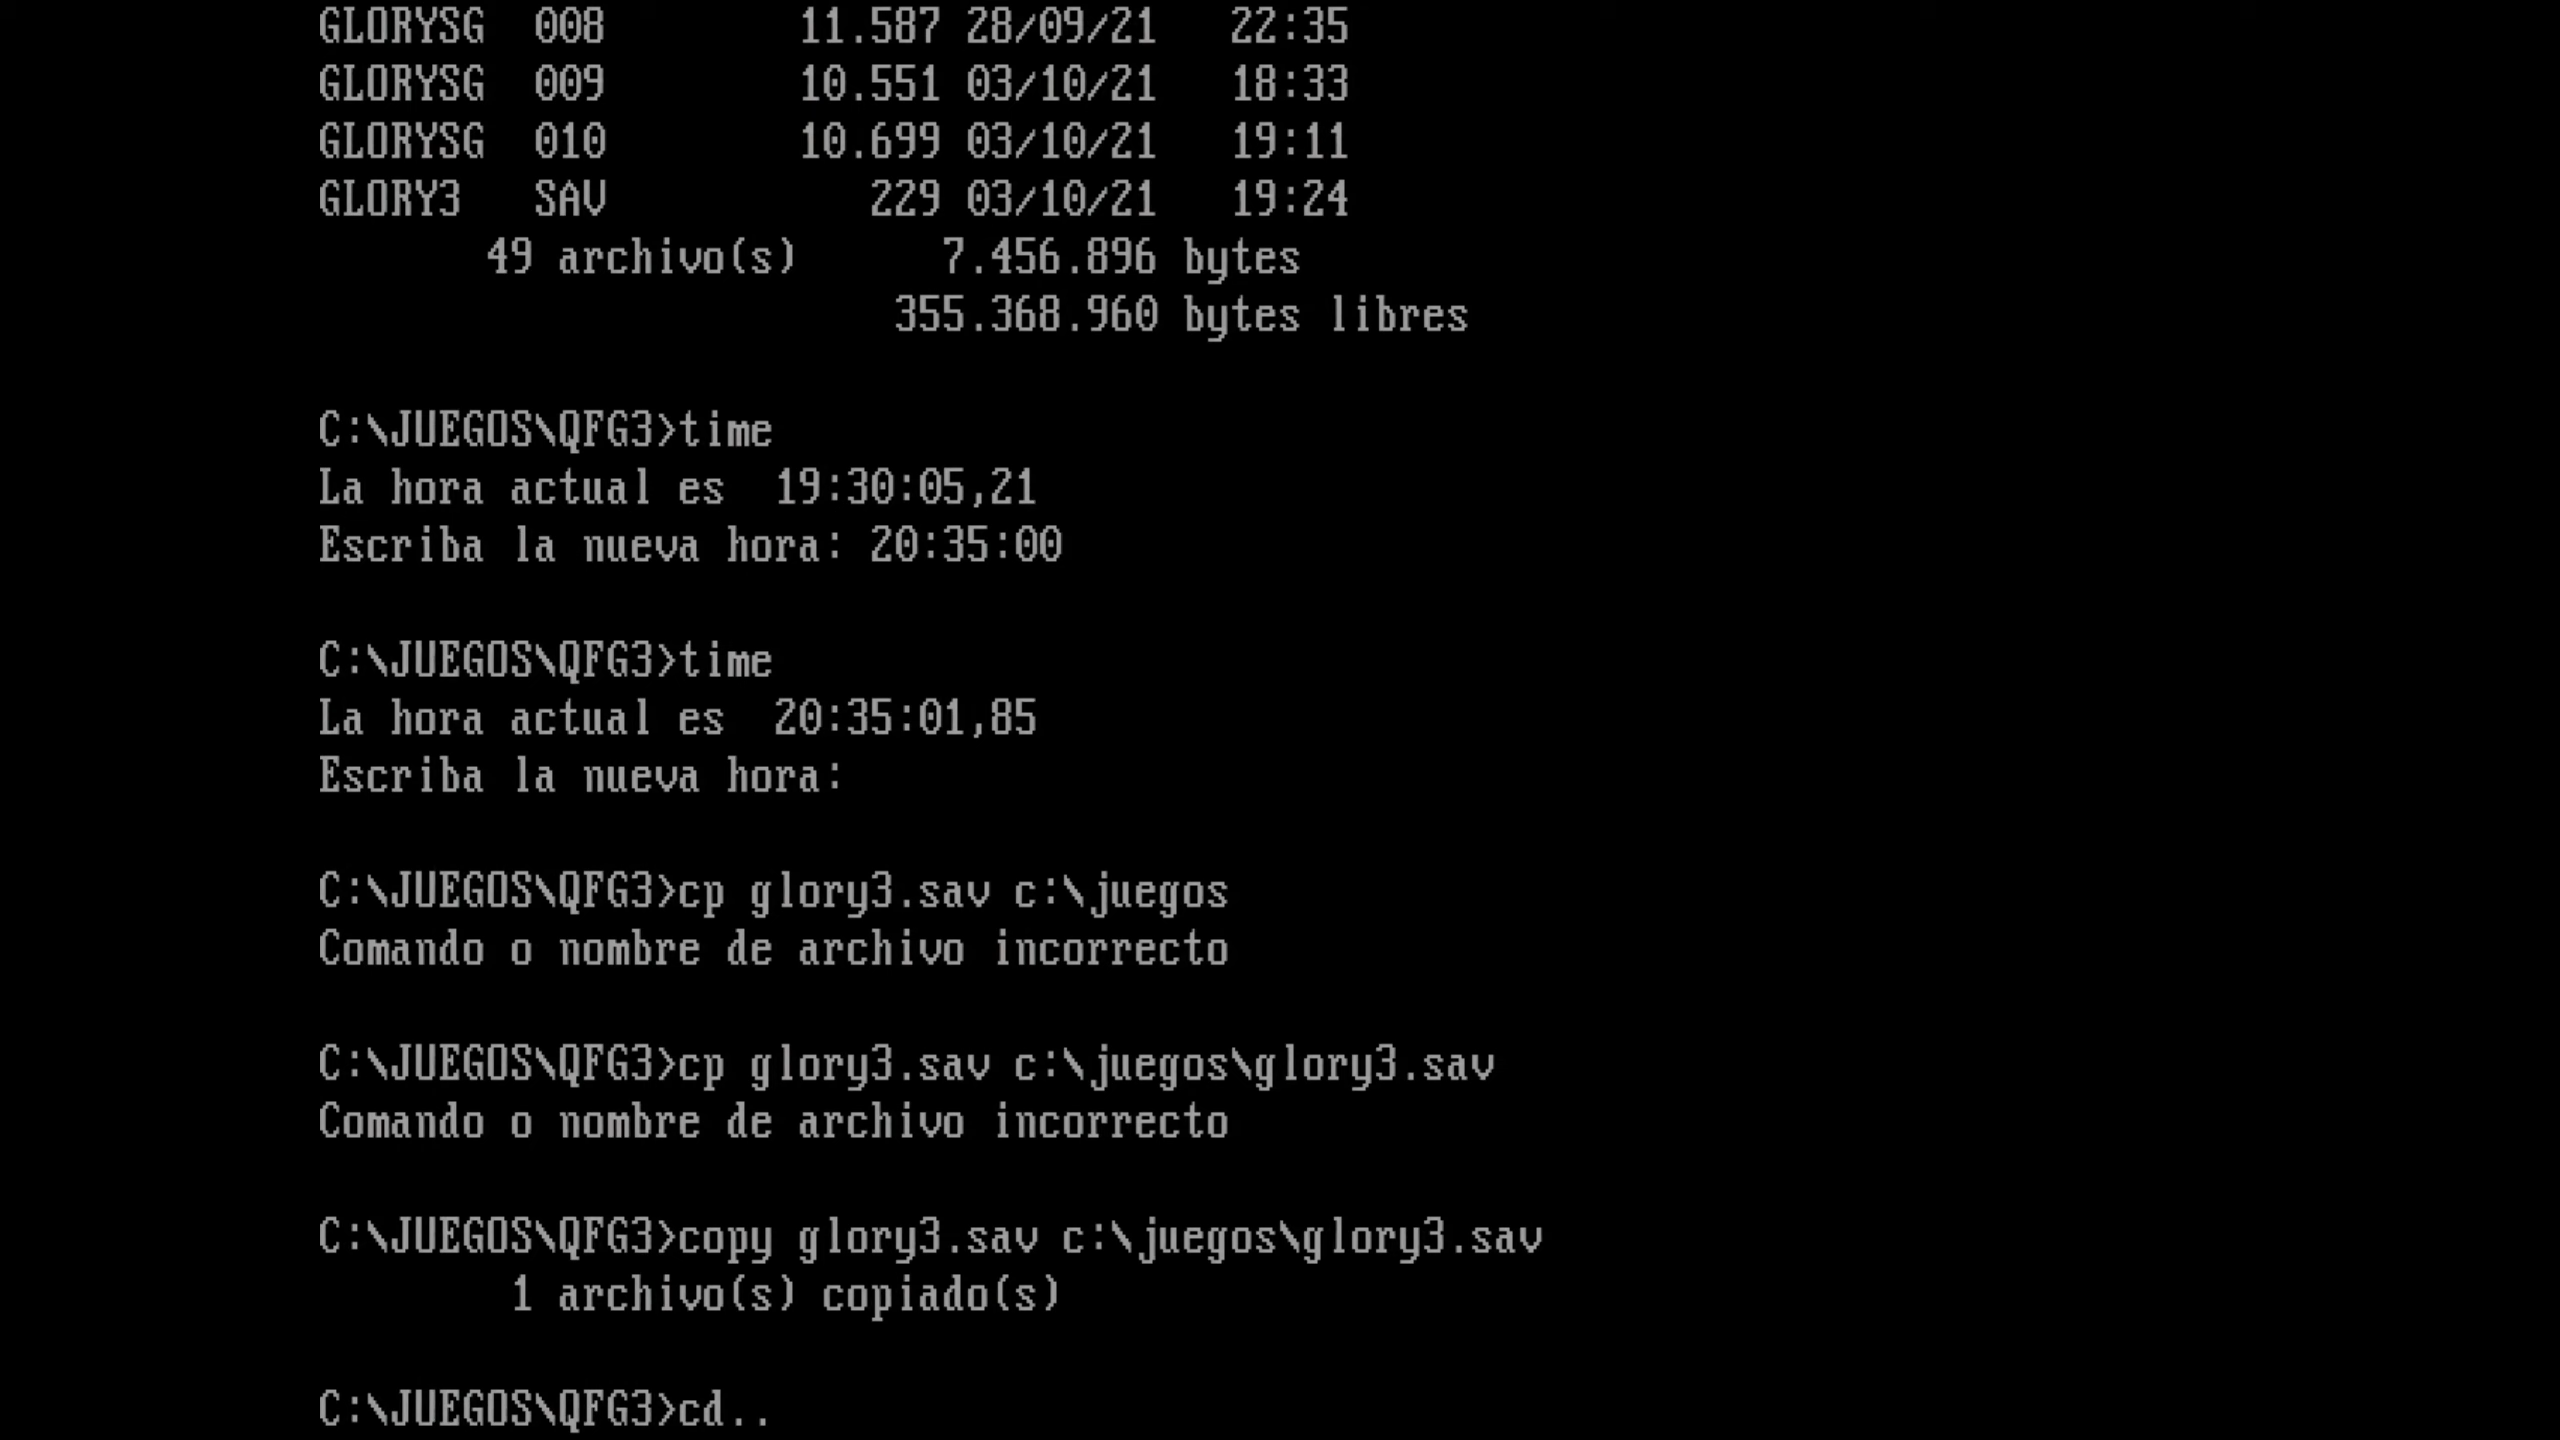 GLORYSG  008        11.587 28/09/21   22:35
GLORYSG  009        10.551 03/10/21   18:33
GLORYSG  010        10.699 03/10/21   19:11
GLORY3   SAV           229 03/10/21   19:24
       49 archivo(s)      7.456.896 bytes
                        355.368.960 bytes libres
C:\JUEGOS\QFG3>time
La hora actual es  19:30:05,21
Escriba la nueva hora: 20:35:00
C:\JUEGOS\QFG3>time
La hora actual es  20:35:01,85
Escriba la nueva hora:
C:\JUEGOS\QFG3>cp glory3.sav c:\juegos
Comando o nombre de archivo incorrecto
C:\JUEGOS\QFG3>cp glory3.sav c:\juegos\glory3.sav
Comando o nombre de archivo incorrecto
C:\JUEGOS\QFG3>copy glory3.sav c:\juegos\glory3.sav
        1 archivo(s) copiado(s)
C:\JUEGOS\QFG3>cd..